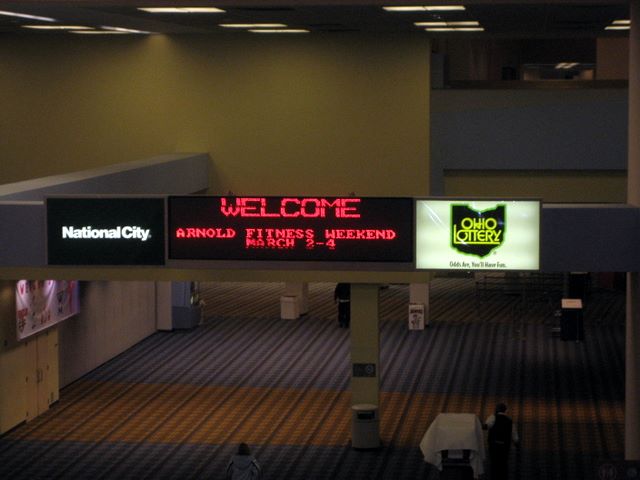 National City
WELCOME
ARNOLD FITNESS WEEKEND
MARCH 2-4
OHIO
LOTTERY
Odds Are, You'll Have Fun.